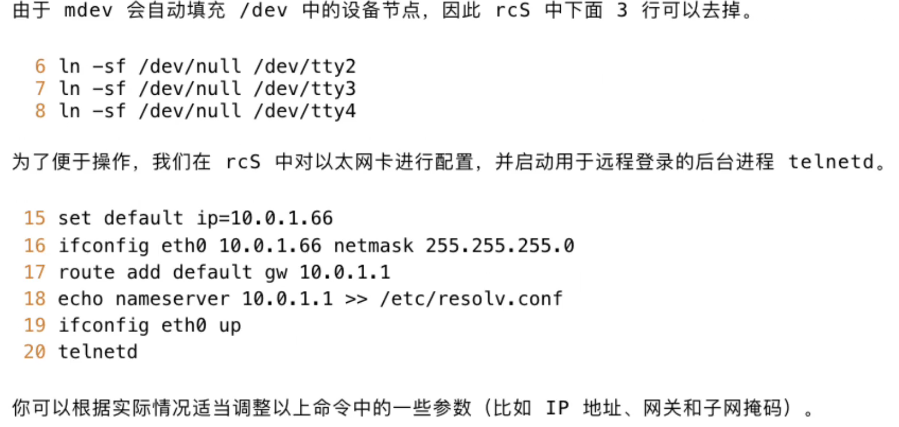 由于 mdev 会自动填充 /dev 中的设备节点，因此 rcS 中下面 3 行可以去掉。
6 ln -sf /dev/null /dev/tty2
7 ln -sf /dev/null /dev/tty3
8 ln -sf /dev/null /dev/tty4
为了便于操作，我们在 rcS 中对以太网卡进行配置，并启动用于远程登录的后台进程 telnetd。
15 set default ip=10.0.1.66
16 ifconfig eth0 10.0.1.66 netmask 255.255.255.0
17 route add default gw 10.0.1.1
18 echo nameserver 10.0.1.1 >> /etc/resolv.conf
19 ifconfig eth0 up
20 telnetd
你可以根据实际情况适当调整以上命令中的一些参数（比如 IP 地址、网关和子网掩码）。